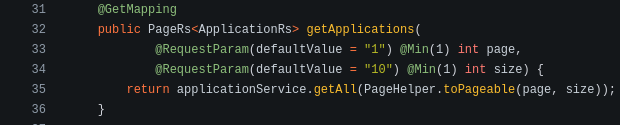 31 @GetMapping
32 public PageRs<ApplicationRs> getApplications(
33 @RequestParam(defaultValue = "1") @Min(1) int page,
34 @RequestParam(defaultValue = "10") @Min(1) int size) {
35 return applicationService.getAll(PageHelper.toPageable(page, size));
36 }